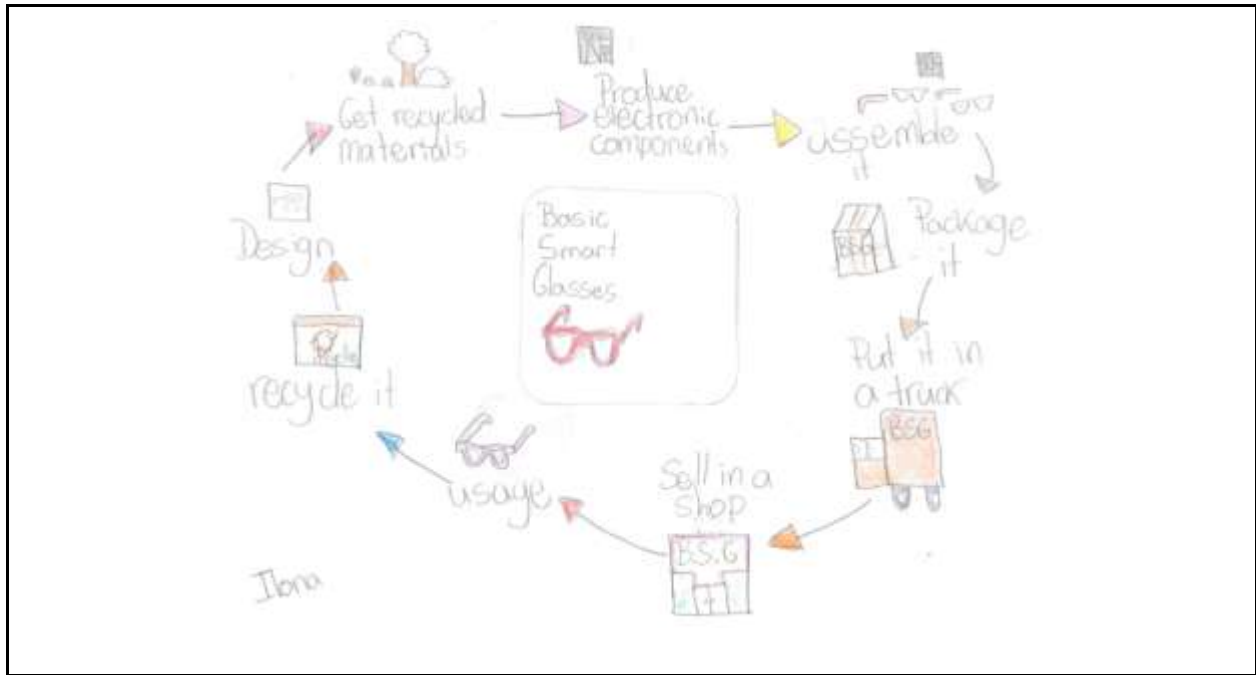 Get recycled
materials
Produce
electronic
components
assemble
it
Package
it
BSG
Put it in
a truck
BSG
Sell in a
shop
B.S.G
usage
recycle it
Design
Basic
Smart
Glasses
Ilona